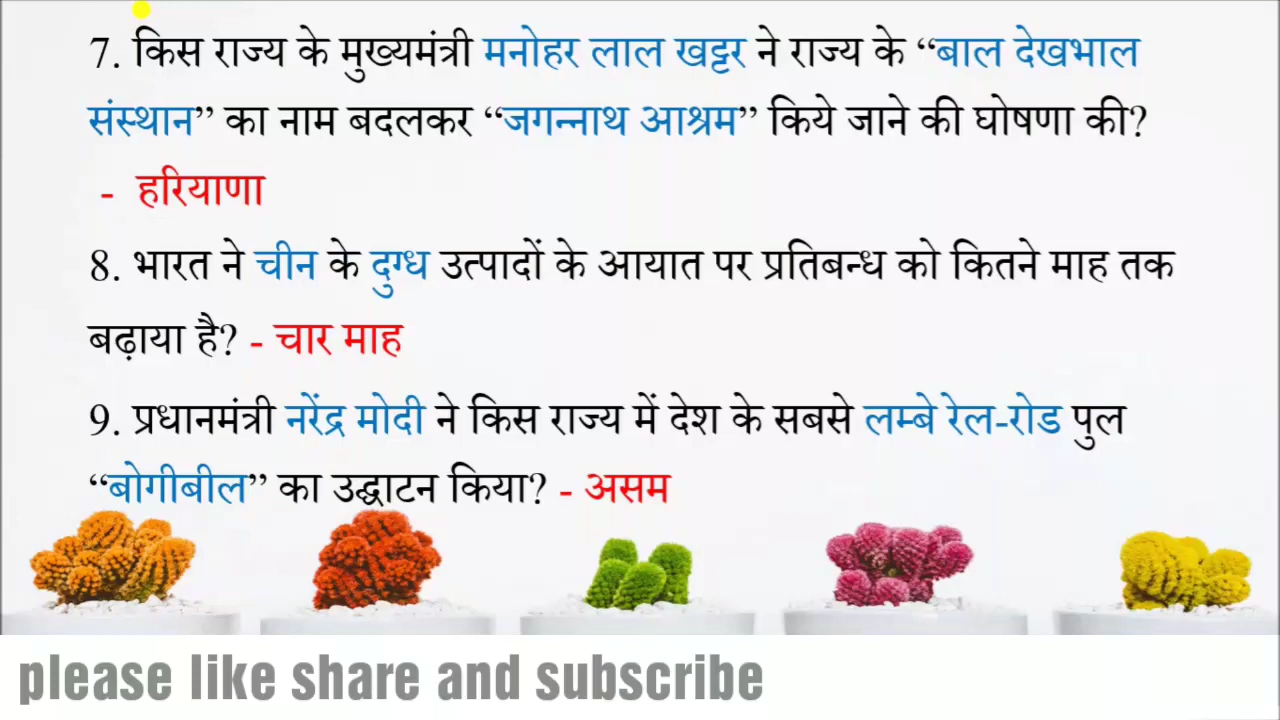 7. किस राज्य के मुख्यमंत्री मनोहर लाल खट्टर ने राज्य के “बाल देखभाल
संस्थान” का नाम बदलकर “जगन्नाथ आश्रम” किये जाने की घोषणा की?
- हरियाणा
8. भारत ने चीन के दुग्ध उत्पादों के आयात पर प्रतिबन्ध को कितने माह तक
बढ़ाया है? - चार माह
9. प्रधानमंत्री नरेंद्र मोदी ने किस राज्य में देश के सबसे लम्बे रेल-रोड पुल
“बोगीबील” का उद्घाटन किया? - असम
please like share and subscribe